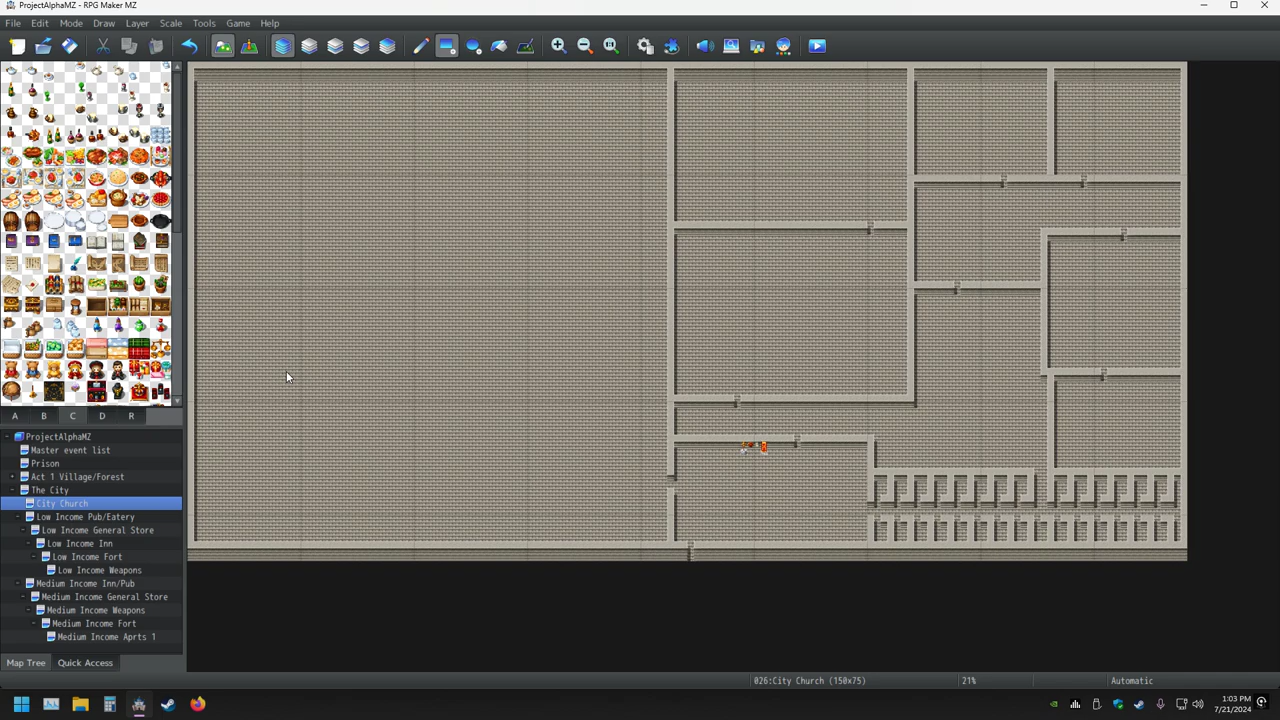 ProjectAlphaMZ - RPG Maker MZ
File Edit Mode Draw Layer Scale Tools Game Help
A B C D R
ProjectAlphaMZ
Master event list
Prison
Act 1 Village/Forest
The City
City Church
Low Income Pub/Eatery
Low Income General Store
Low Income Inn
Low Income Fort
Low Income Weapons
Medium Income Inn/Pub
Medium Income General Store
Medium Income Weapons
Medium Income Fort
Medium Income Aprts 1
Map Tree Quick Access
026:City Church (150x75) 21% Automatic
1:03 PM
7/21/2024